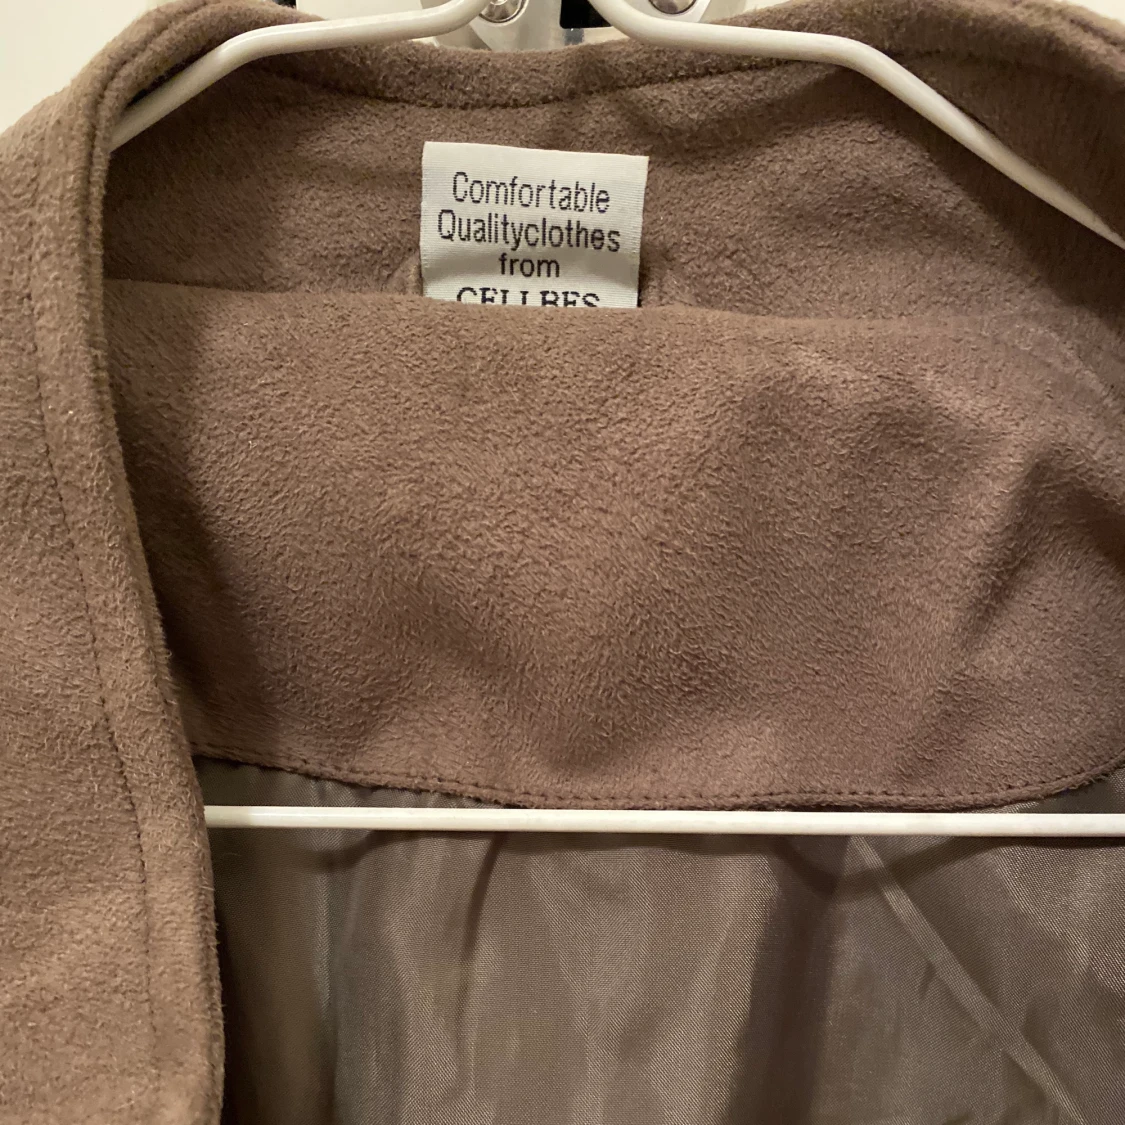 Comfortable
Qualityclothes
from
CELLBES